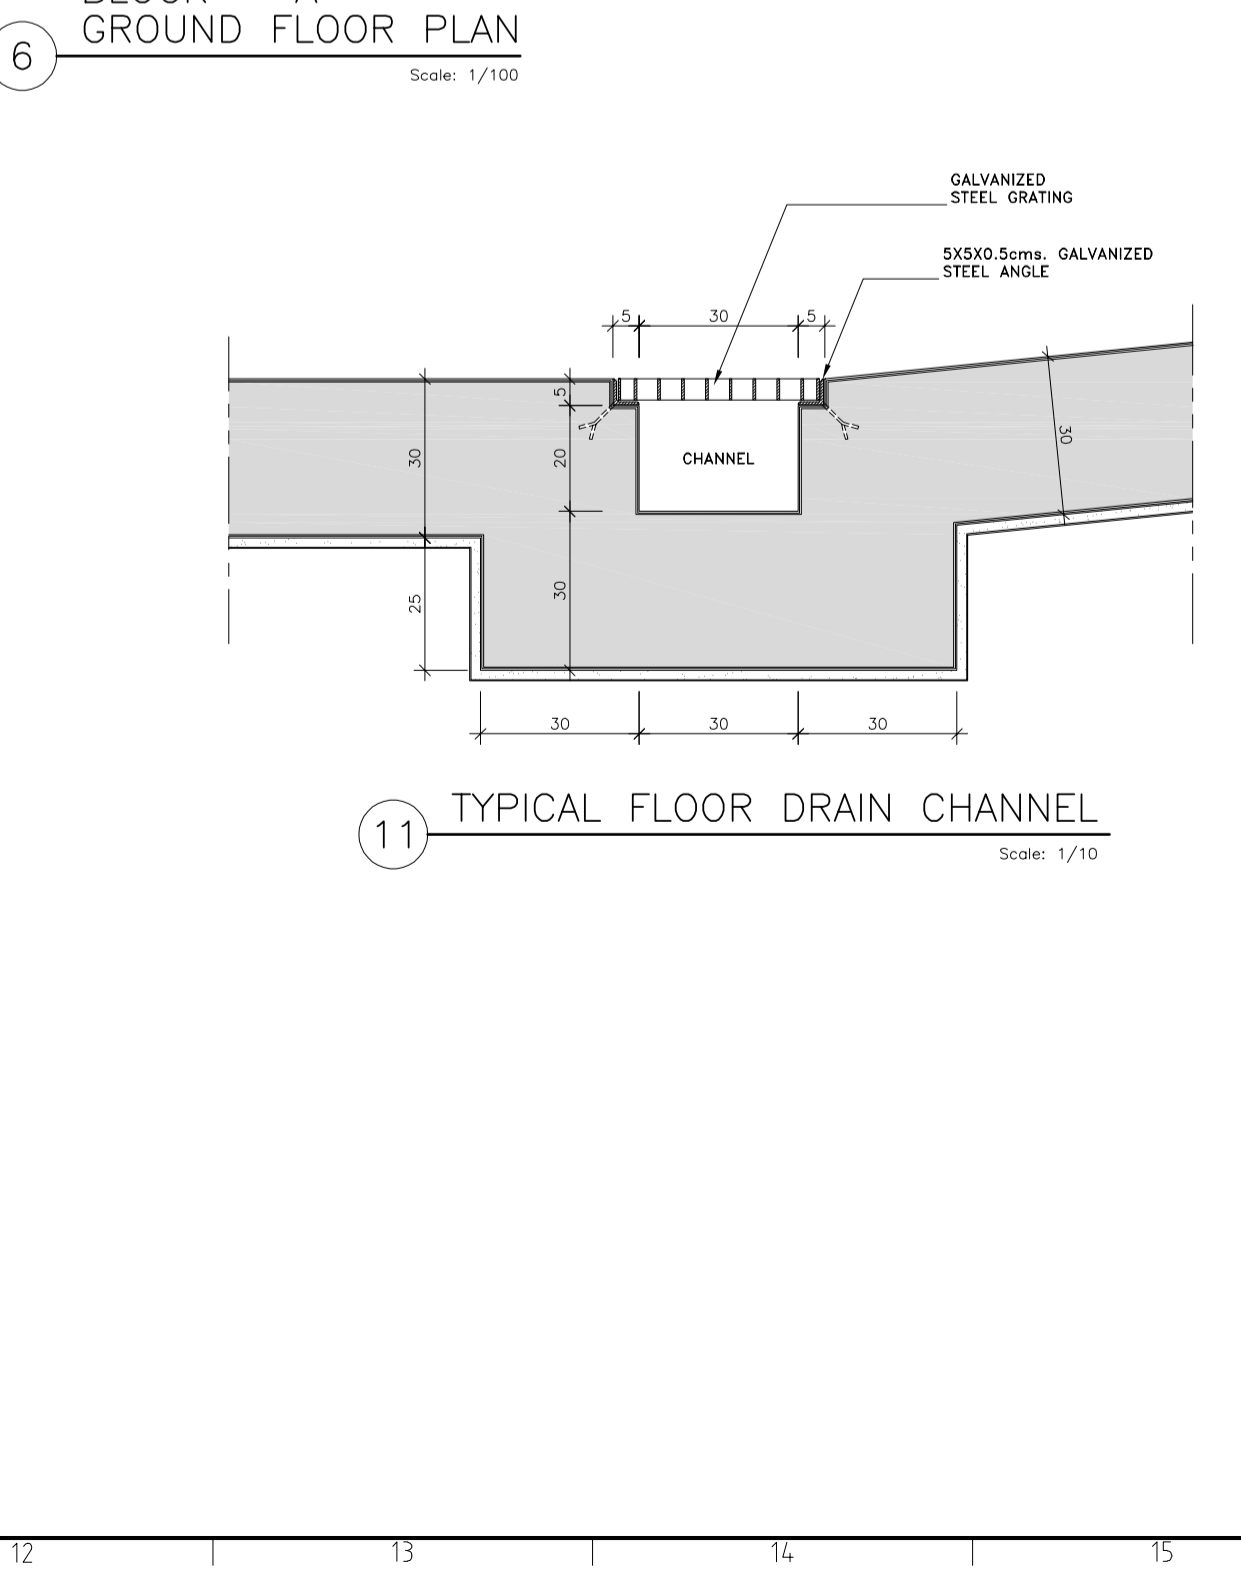 BLOCK - A
6
GROUND FLOOR PLAN
Scale: 1/100
GALVANIZED
STEEL GRATING
5X5X0.5cms. GALVANIZED
STEEL ANGLE
5 30 5
5
30
20
CHANNEL
30
25
30
30 30 30
11
TYPICAL FLOOR DRAIN CHANNEL
Scale: 1/10
12 13 14 15